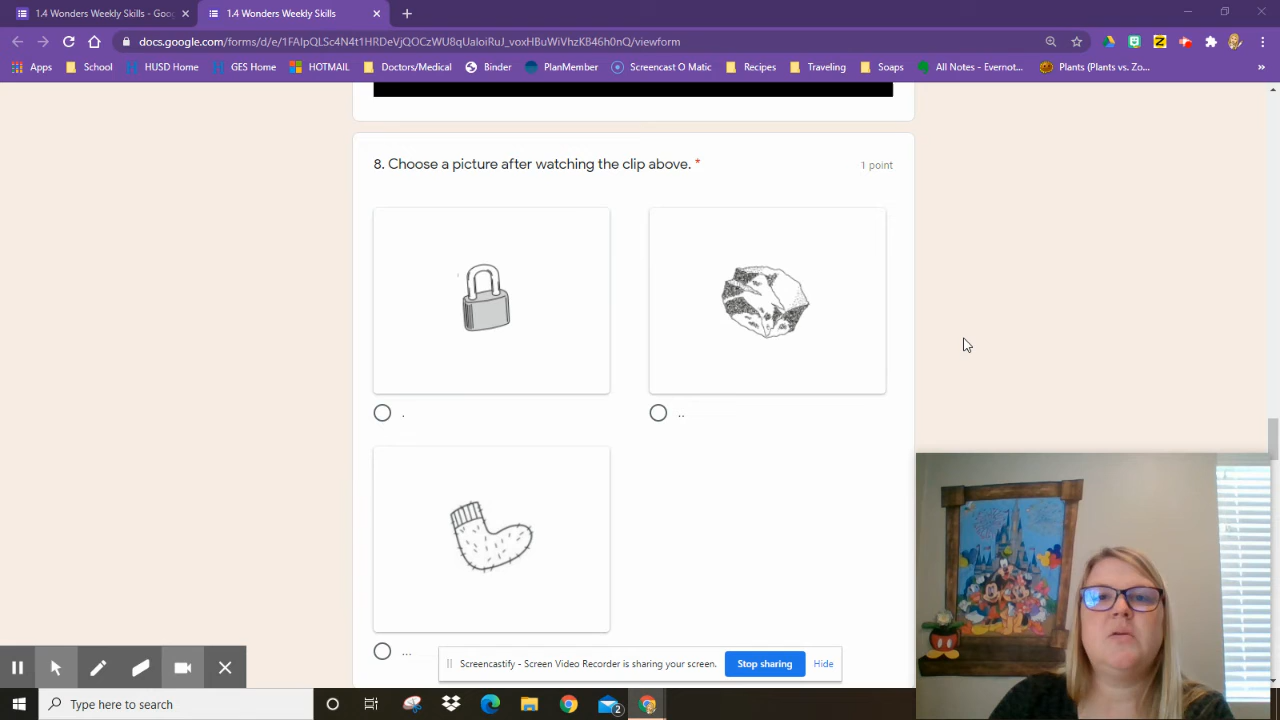 1.4 Wonders Weekly Skills - Goog
1.4 Wonders Weekly Skills
docs.google.com/forms/d/e/1FAIpQLSc4N4t1HRDeVjQOCzWU8qUabRuJ_voxHBuWiVhzKB46h0nQ/viewform
Apps School HUSD Home GES Home HOTMAIL Doctors/Medical Binder PlanMember Screencast O Matic Recipes Traveling Soaps All Notes - Evernot... Plants (Plants vs. Zo... »
8. Choose a picture after watching the clip above. *
1 point
.
..
...
Screencastify - Screen Video Recorder is sharing your screen. Stop sharing Hide
Type here to search
2